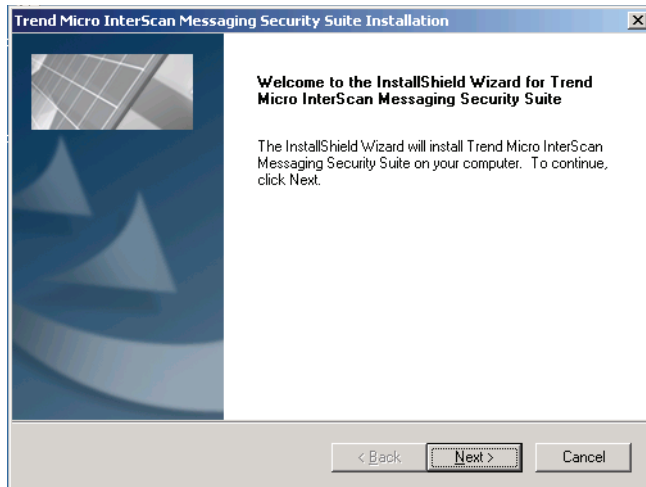 Trend Micro InterScan Messaging Security Suite Installation
Welcome to the InstallShield Wizard for Trend
Micro InterScan Messaging Security Suite
The InstallShield Wizard will install Trend Micro InterScan
Messaging Security Suite on your computer. To continue,
click Next.
< Back Next > Cancel